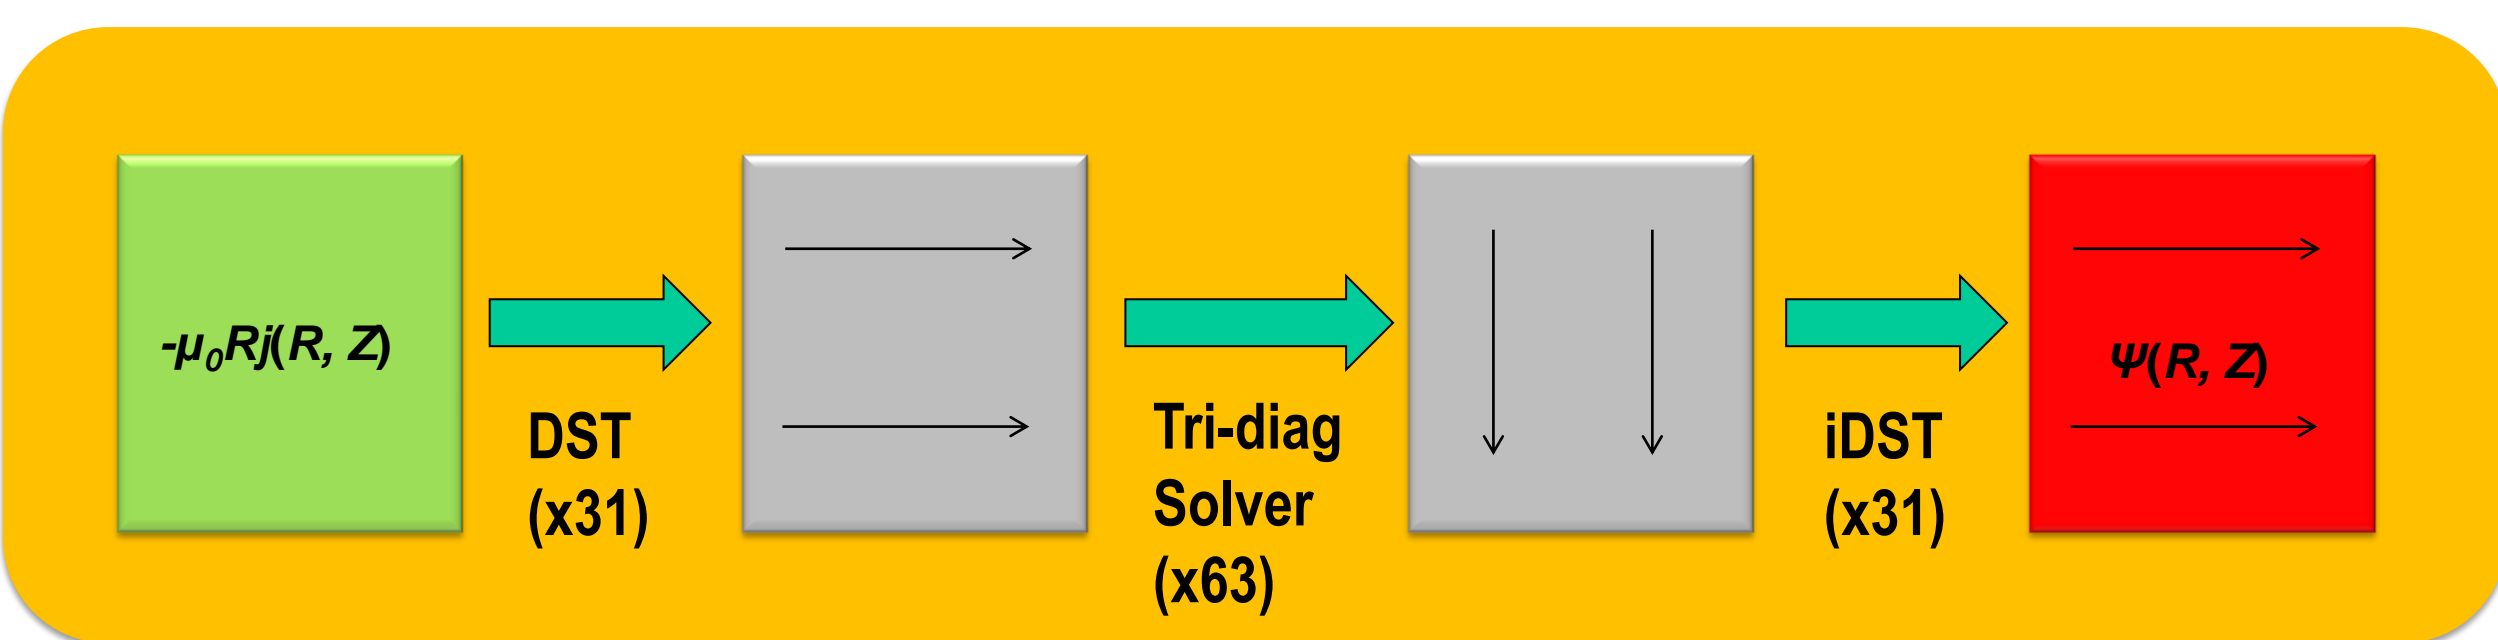 -μ₀Rj(R, Z)
DST
(x31)
Tri-diag
Solver
(x63)
iDST
(x31)
ψ(R, Z)